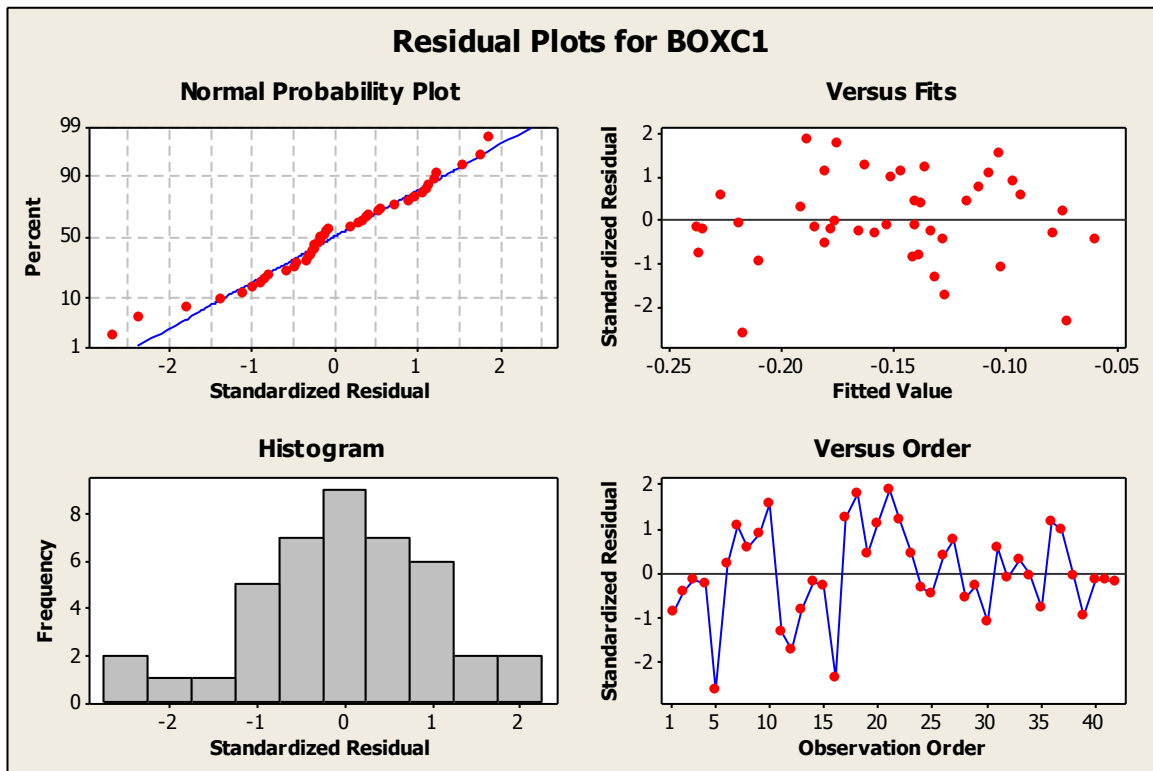 Residual Plots for BOXC1
Normal Probability Plot
99
90
50
10
1
Percent
-2 -1 0 1 2
Standardized Residual
Versus Fits
2
1
0
-1
-2
Standardized Residual
-0.25 -0.20 -0.15 -0.10 -0.05
Fitted Value
Histogram
8
6
4
2
0
Frequency
-2 -1 0 1 2
Standardized Residual
Versus Order
2
1
0
-1
-2
Standardized Residual
1 5 10 15 20 25 30 35 40
Observation Order